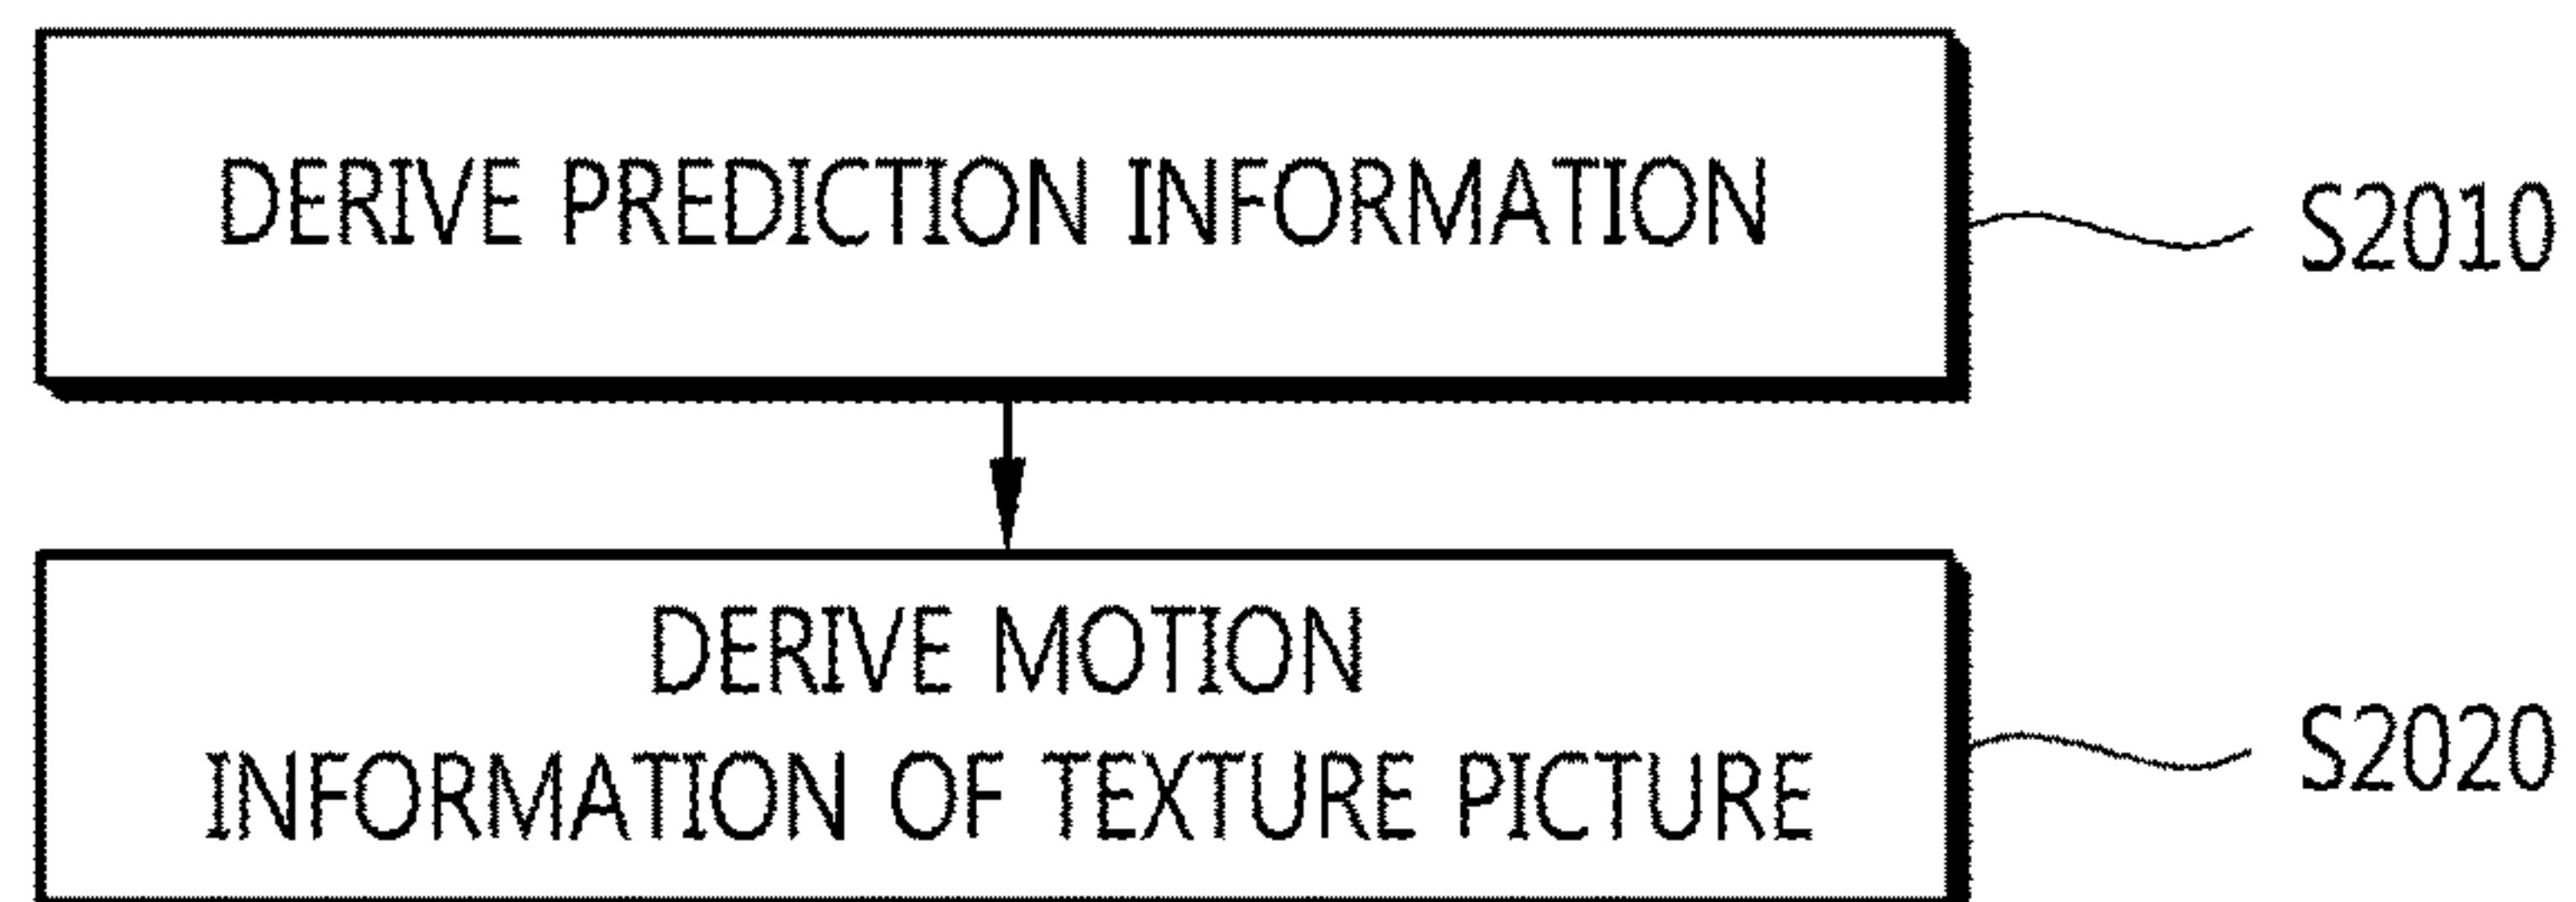 DERIVE PREDICTION INFORMATION
S2010
DERIVE MOTION
INFORMATION OF TEXTURE PICTURE
S2020